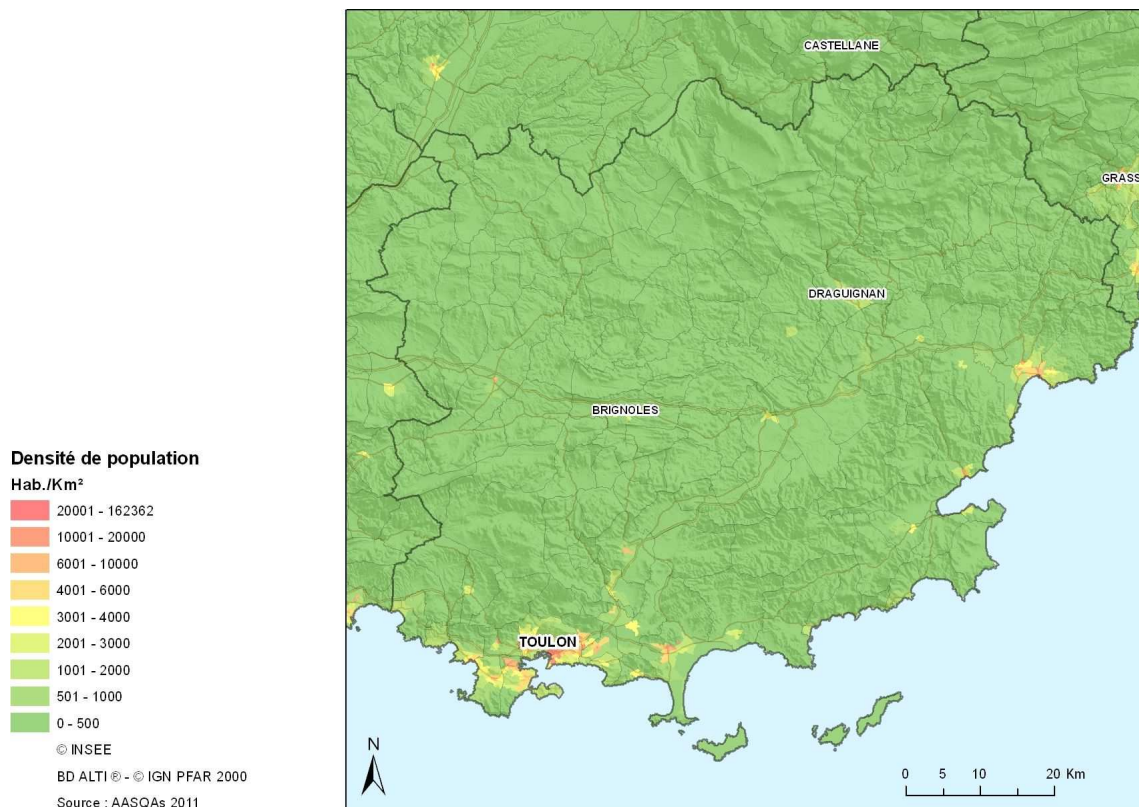 CASTELLANE
GRASS
DRAGUIGNAN
BRIGNOLES
TOULON
Densité de population
Hab./Km²
20001 - 162362
10001 - 20000
6001 - 10000
4001 - 6000
3001 - 4000
2001 - 3000
1001 - 2000
501 - 1000
0 - 500
© INSEE
BD ALTI ® - © IGN PFAR 2000
Source : AASQAs 2011
N
0 5 10 20 Km